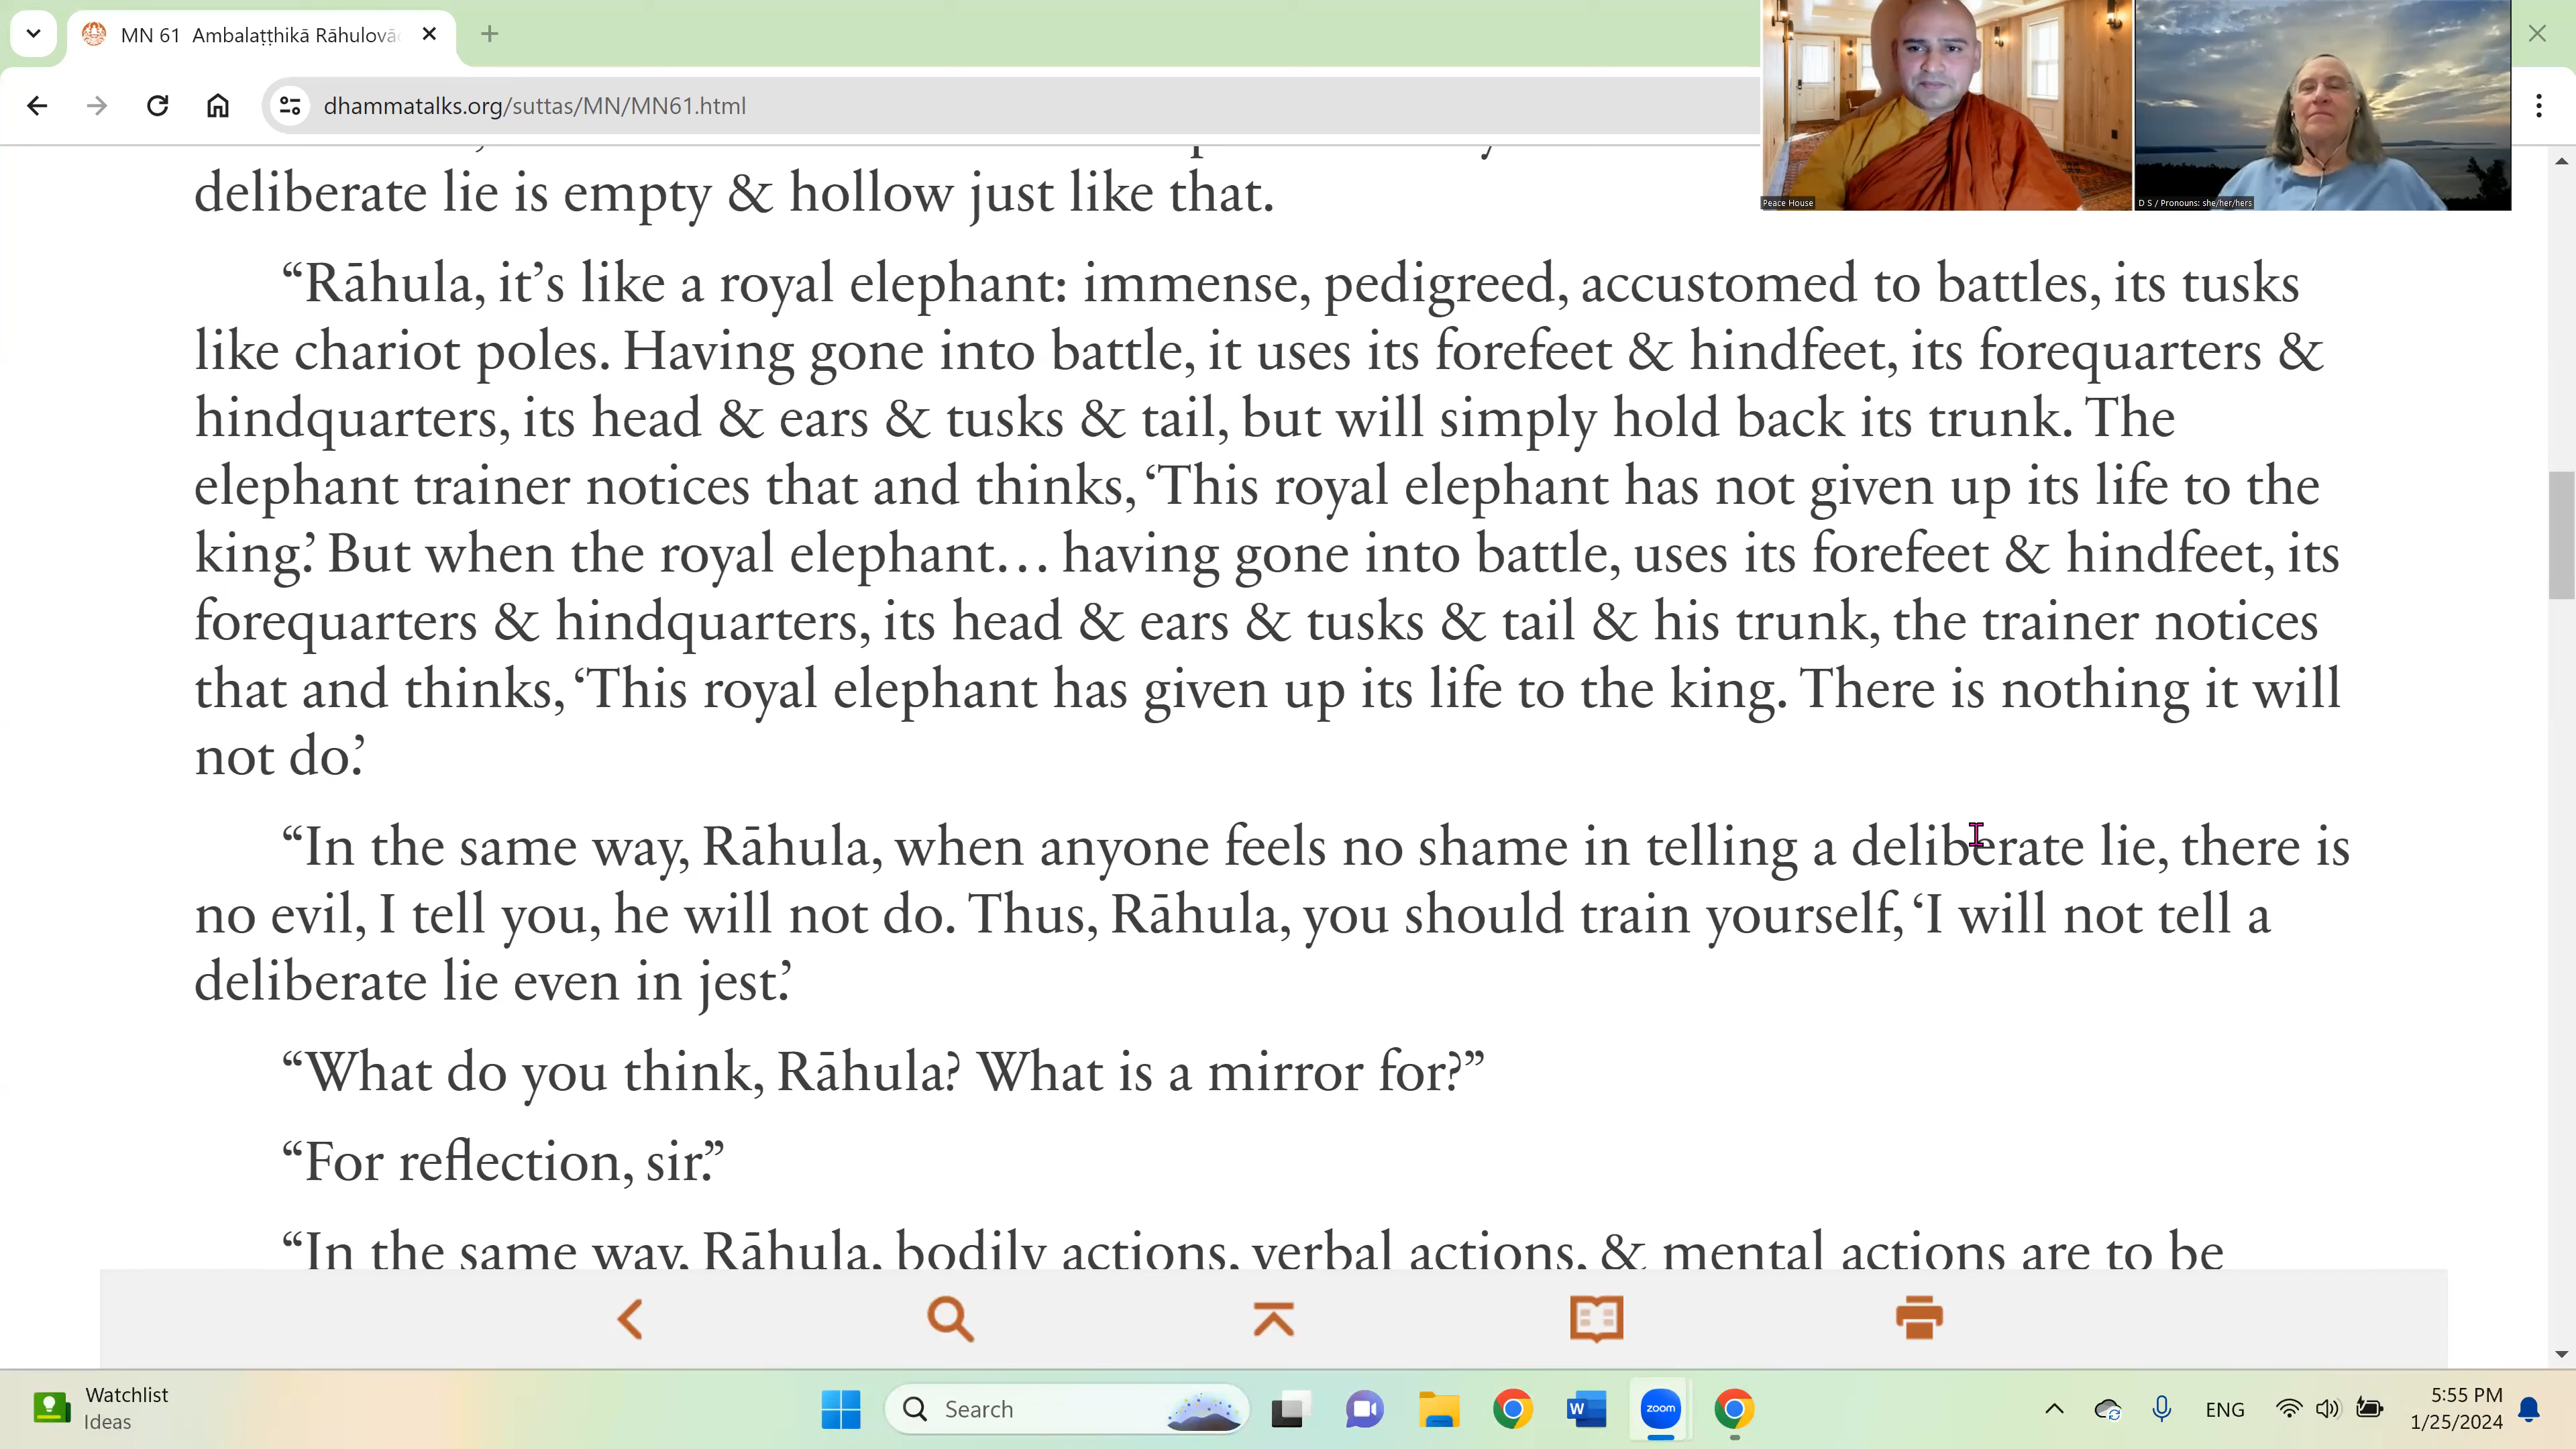 MN 61 Ambalaṭṭhikā Rāhulovā
dhammatalks.org/suttas/MN/MN61.html
Peace House
D S / Pronouns: she/her/hers
deliberate lie is empty & hollow just like that.
“Rāhula, it’s like a royal elephant: immense, pedigreed, accustomed to battles, its tusks
like chariot poles. Having gone into battle, it uses its forefeet & hindfeet, its forequarters &
hindquarters, its head & ears & tusks & tail, but will simply hold back its trunk. The
elephant trainer notices that and thinks, ‘This royal elephant has not given up its life to the
king.’ But when the royal elephant… having gone into battle, uses its forefeet & hindfeet, its
forequarters & hindquarters, its head & ears & tusks & tail & his trunk, the trainer notices
that and thinks, ‘This royal elephant has given up its life to the king. There is nothing it will
not do.’
“In the same way, Rāhula, when anyone feels no shame in telling a deliberate lie, there is
no evil, I tell you, he will not do. Thus, Rāhula, you should train yourself, ‘I will not tell a
deliberate lie even in jest.’
“What do you think, Rāhula? What is a mirror for?”
“For reflection, sir.”
“In the same way, Rāhula, bodily actions, verbal actions, & mental actions are to be
Watchlist
Ideas
Search
W
zoom
ENG
5:55 PM
1/25/2024